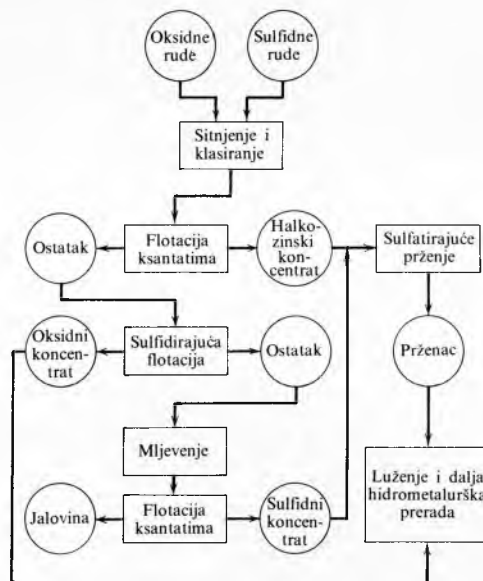 Oksidne
rude
Sulfidne
rude
Sitnjenje i
klasiranje
Ostatak
Flotacija
ksantatima
Halko-
zinski
kon-
centrat
Sulfatirajuće
prženje
Oksidni
koncen-
trat
Sulfidirajuća
flotacija
Ostatak
Prženac
Mljevenje
Jalovina
Flotacija
ksantatima
Sulfidni
koncen-
trat
Luženje i dalja
hidrometalurška
prerada